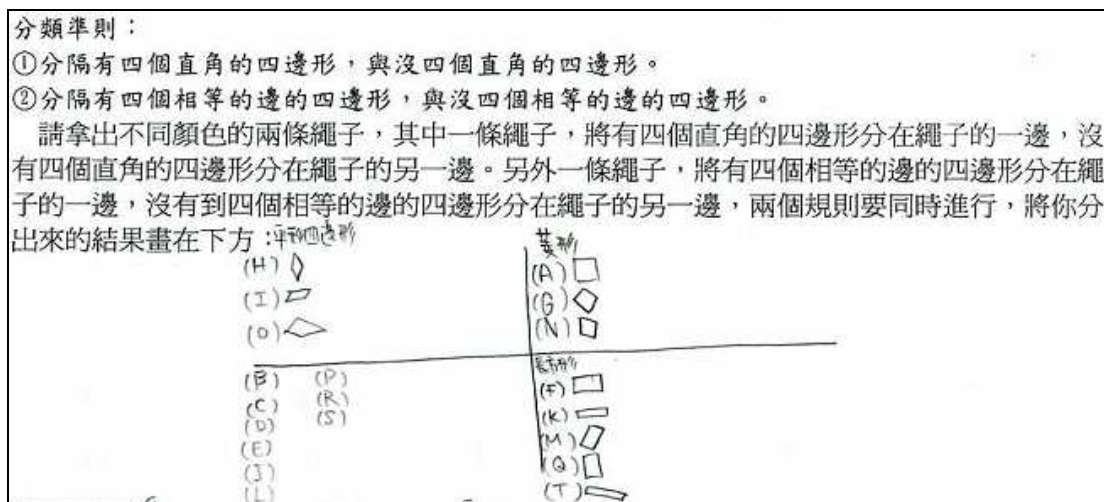 分類準則：
①分隔有四個直角的四邊形，與沒四個直角的四邊形。
②分隔有四個相等的邊的四邊形，與沒四個相等的邊的四邊形。
請拿出不同顏色的兩條繩子，其中一條繩子，將有四個直角的四邊形分在繩子的一邊，沒
有四個直角的四邊形分在繩子的另一邊。另外一條繩子，將有四個相等的邊的四邊形分在繩
子的一邊，沒有到四個相等的邊的四邊形分在繩子的另一邊，兩個規則要同時進行，將你分
出來的結果畫在下方：平行四邊形
(H)
(I)
(O)
菱形
(A)
(G)
(N)
(B) (P)
(C) (R)
(D) (S)
(E)
(J)
(L)
長方形
(F)
(K)
(M)
(Q)
(T)